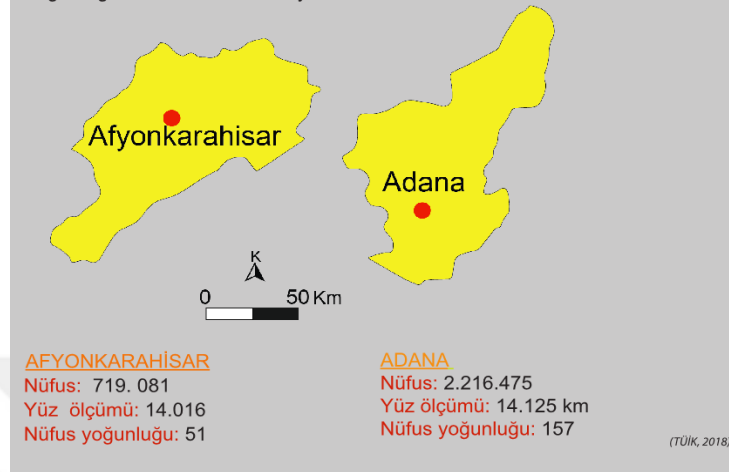 Afyonkarahisar
Adana
K
0 50 Km
AFYONKARAHİSAR
Nüfus: 719. 081
Yüz ölçümü: 14.016
Nüfus yoğunluğu: 51
ADANA
Nüfus: 2.216.475
Yüz ölçümü: 14.125 km
Nüfus yoğunluğu: 157
(TÜİK, 2018)